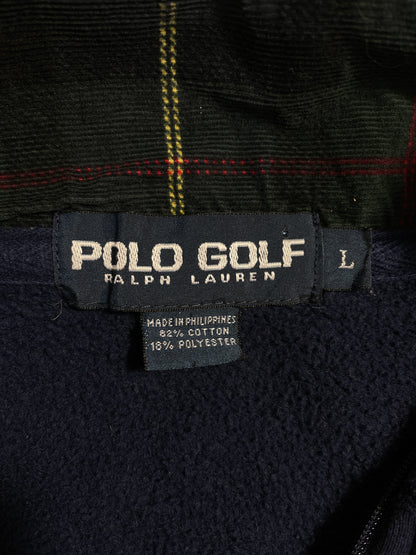 POLO GOLF
RALPH LAUREN
L
MADE IN PHILIPPINES
82% COTTON
18% POLYESTER